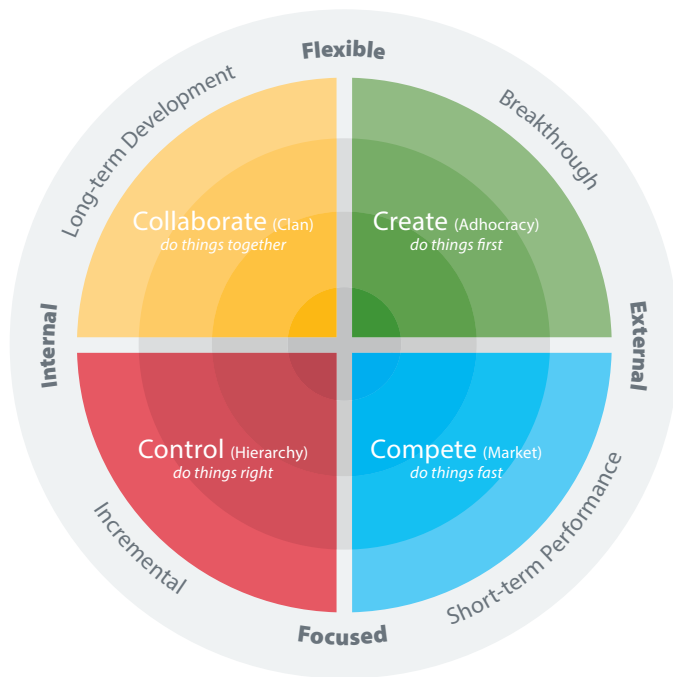 Flexible
Long-term Development
Breakthrough
Collaborate (Clan)
do things together
Create (Adhocracy)
do things first
Internal
External
Control (Hierarchy)
do things right
Compete (Market)
do things fast
Incremental
Short-term Performance
Focused